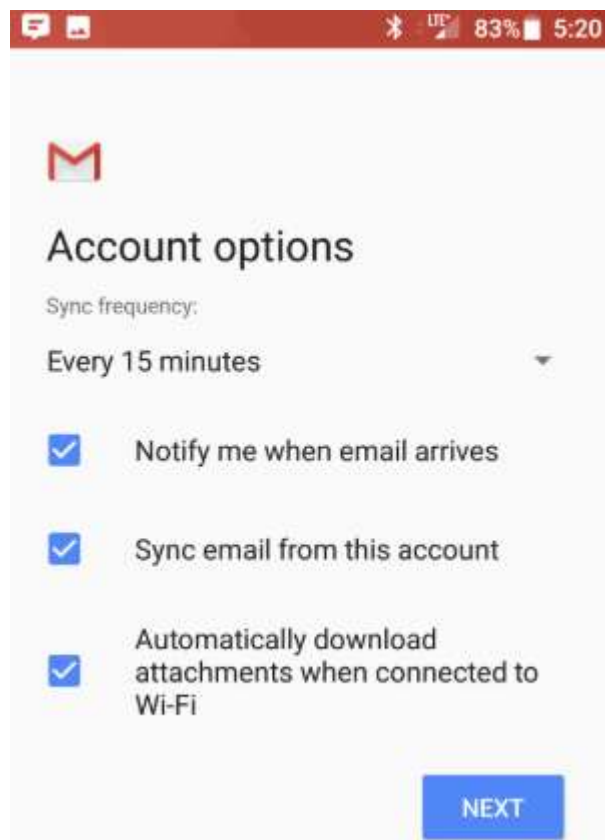 LTE 83% 5:20
Account options
Sync frequency:
Every 15 minutes
Notify me when email arrives
Sync email from this account
Automatically download
attachments when connected to
Wi-Fi
NEXT